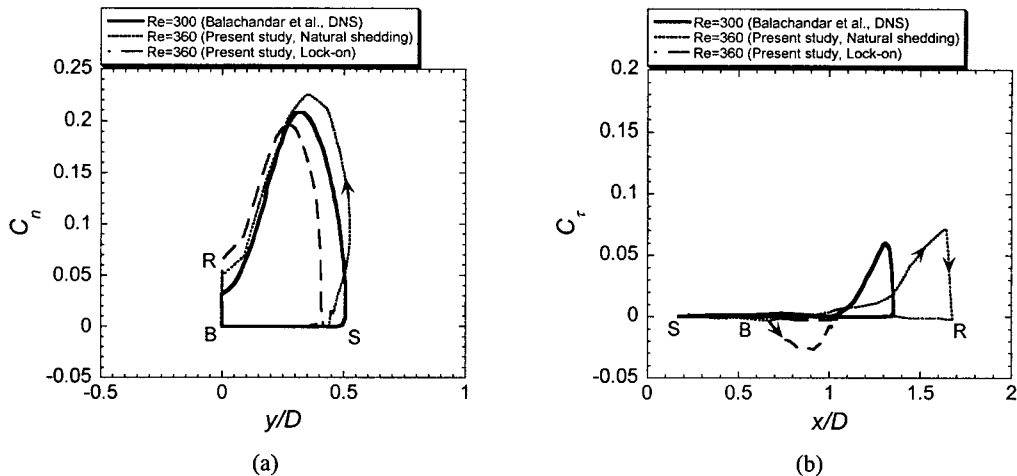 Re=300 (Balachandar et al., DNS)
Re=360 (Present study, Natural shedding)
Re=360 (Present study, Lock-on)
0.25
0.2
0.15
0.1
0.05
0
-0.05
Cn
R
B
S
-0.5
0
0.5
1
y/D
(a)
Re=300 (Balachandar et al., DNS)
Re=360 (Present study, Natural shedding)
Re=360 (Present study, Lock-on)
0.2
0.15
0.1
0.05
0
-0.05
Cτ
S
B
R
0
0.5
1
1.5
2
x/D
(b)